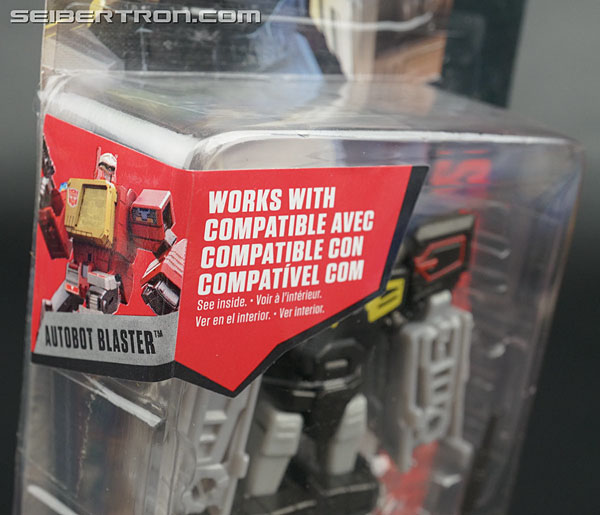 SEIBERTRON.COM
WORKS WITH
COMPATIBLE AVEC
COMPATIBLE CON
COMPATÍVEL COM
See inside. • Voir à l'intérieur.
Ver en el interior. • Ver interior.
AUTOBOT BLASTER™